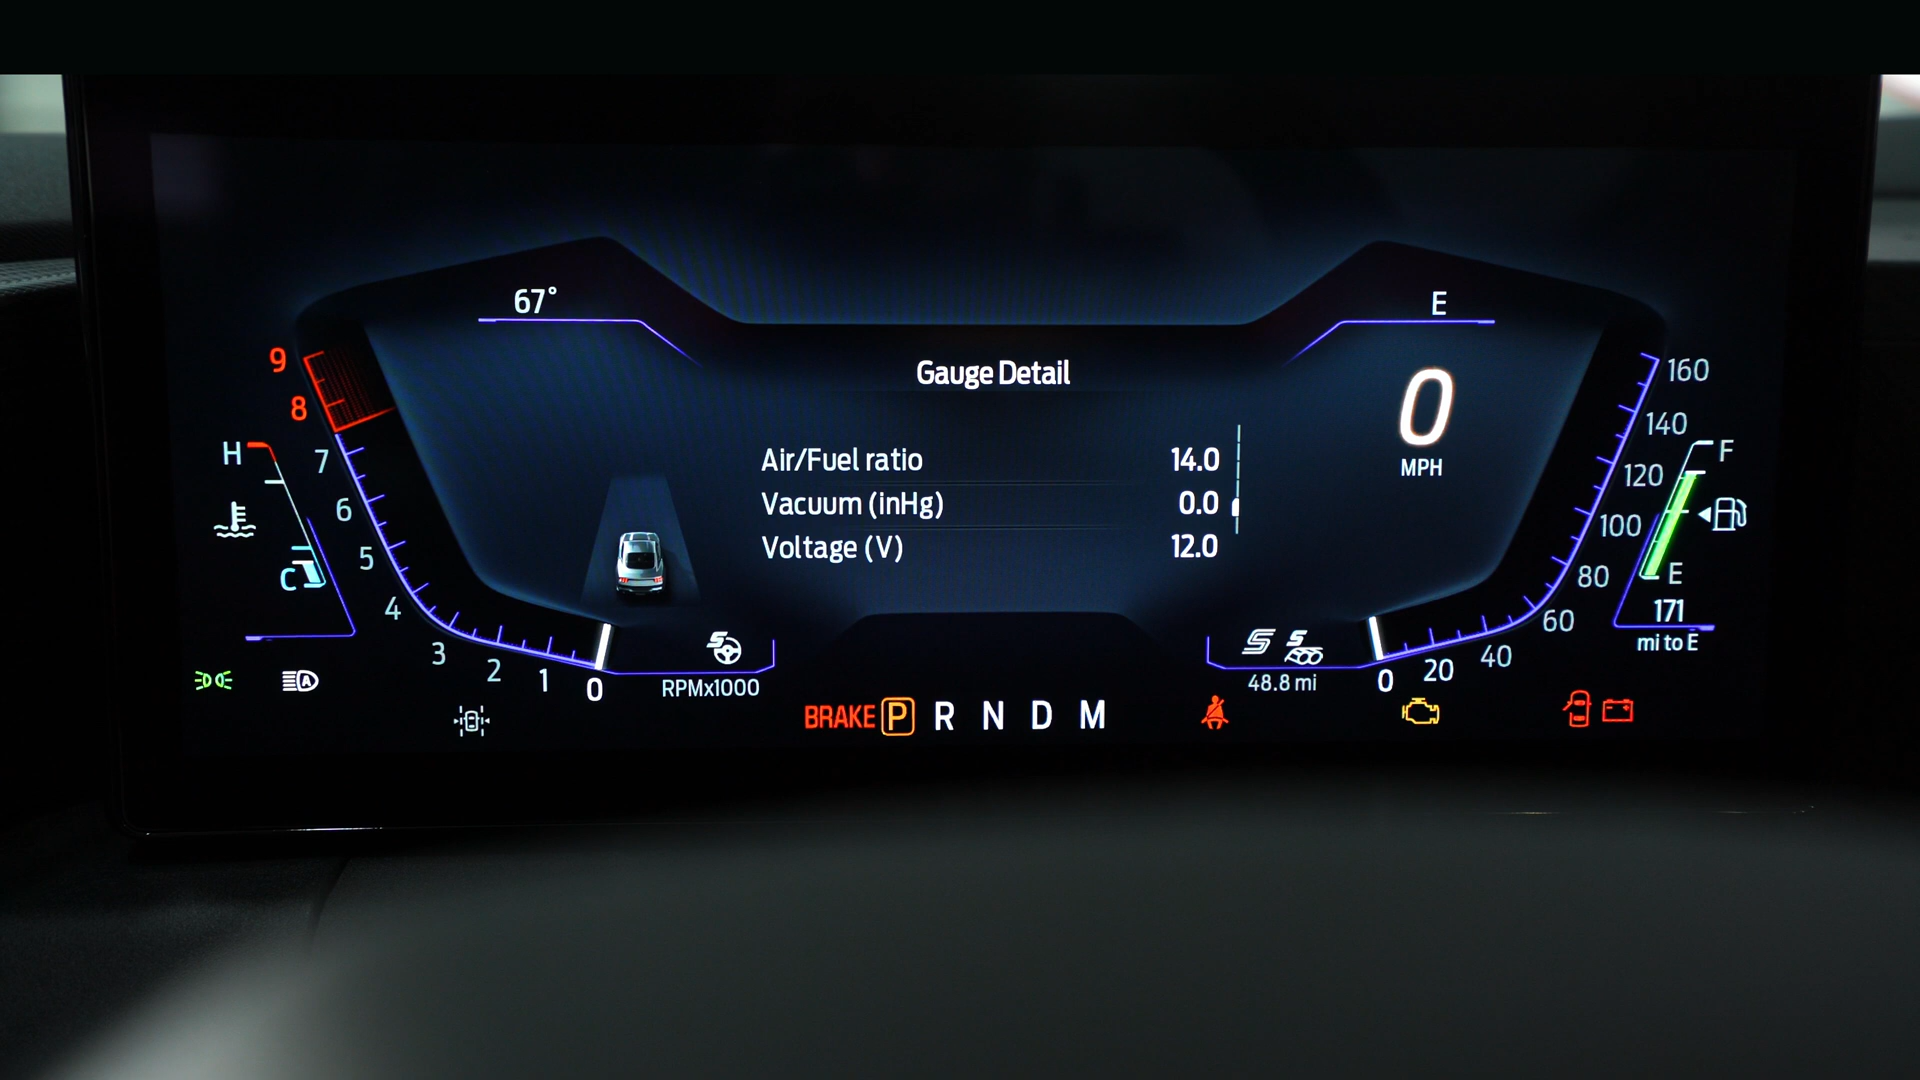 67°
E
Gauge Detail
Air/Fuel ratio 14.0
Vacuum (inHg) 0.0
Voltage (V) 12.0
0
MPH
9
8
7
6
5
4
3
2
1
0
RPMx1000
H
C
160
140
120
100
80
60
40
20
0
F
E
171
mi to E
S
S
S
48.8 mi
A
BRAKE P R N D M